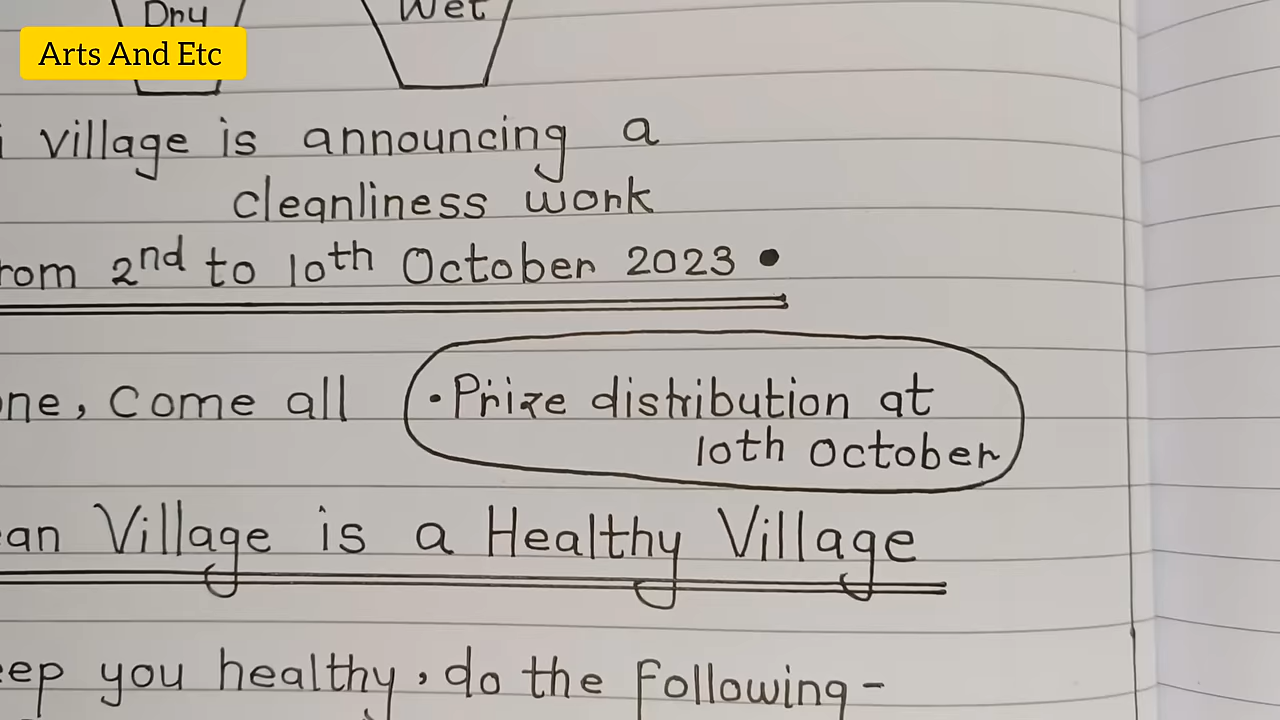 Dry Wet
Arts And Etc
i village is announcing a
cleanliness work
rom 2nd to 10th October 2023 •
ne, Come all
•Prize distribution at
10th October
an Village is a Healthy Village
eep you healthy, do the Following-